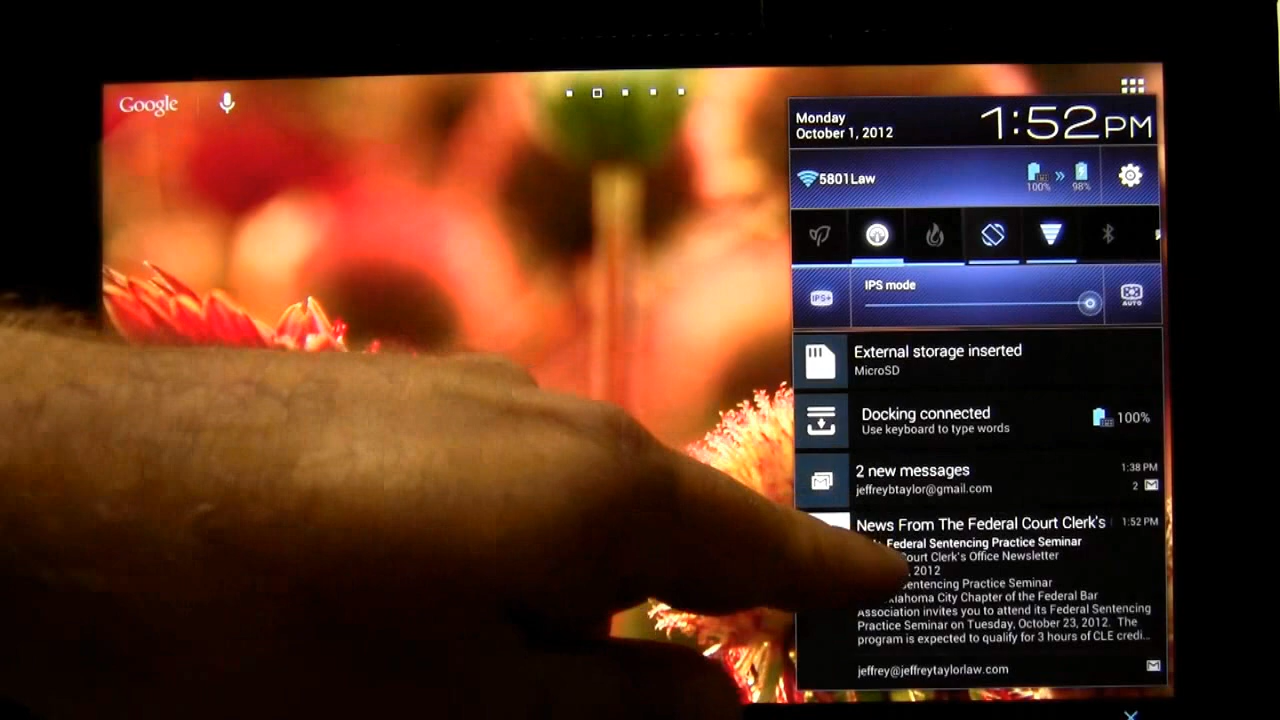 Google
Monday
October 1, 2012
1:52PM
5801Law
100%
98%
IPS mode
IPS+
AUTO
External storage inserted
MicroSD
Docking connected
Use keyboard to type words
100%
2 new messages
1:38 PM
jeffreybtaylor@gmail.com
2
News From The Federal Court Clerk's
1:52 PM
Federal Sentencing Practice Seminar
Court Clerk's Office Newsletter
, 2012
Sentencing Practice Seminar
City Chapter of the Federal Bar
Association invites you to attend its Federal Sentencing
Practice Seminar on Tuesday, October 23, 2012. The
program is expected to qualify for 3 hours of CLE credi...
jeffrey@jeffreytaylorlaw.com